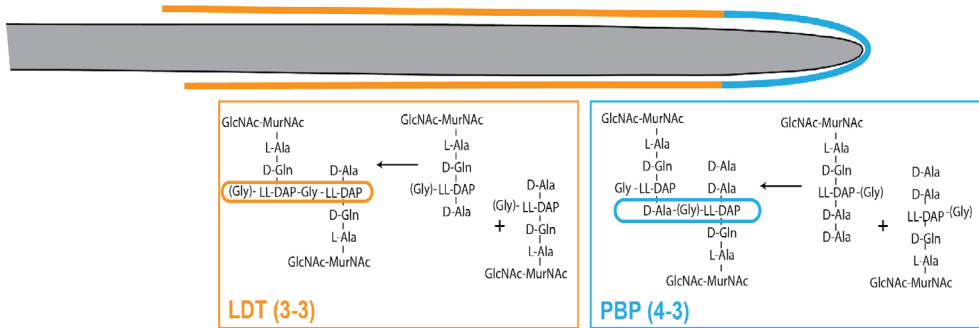 GlcNAc-MurNAc
L-Ala
D-Gln D-Ala
(Gly)- LL-DAP-Gly -LL-DAP
D-Gln
L-Ala
GlcNAc-MurNAc
GlcNAc-MurNAc
L-Ala
D-Gln
(Gly)- LL-DAP
D-Ala
+
D-Ala
(Gly)- LL-DAP
D-Gln
L-Ala
GlcNAc-MurNAc
LDT (3-3)
GlcNAc-MurNAc
L-Ala
D-Gln D-Ala
Gly -LL-DAP D-Ala
D-Ala-(Gly)-LL-DAP
D-Gln
L-Ala
GlcNAc-MurNAc
GlcNAc-MurNAc
L-Ala
D-Gln
LL-DAP -(Gly)
D-Ala
D-Ala
+
D-Ala
D-Ala
LL-DAP -(Gly)
D-Gln
L-Ala
GlcNAc-MurNAc
PBP (4-3)